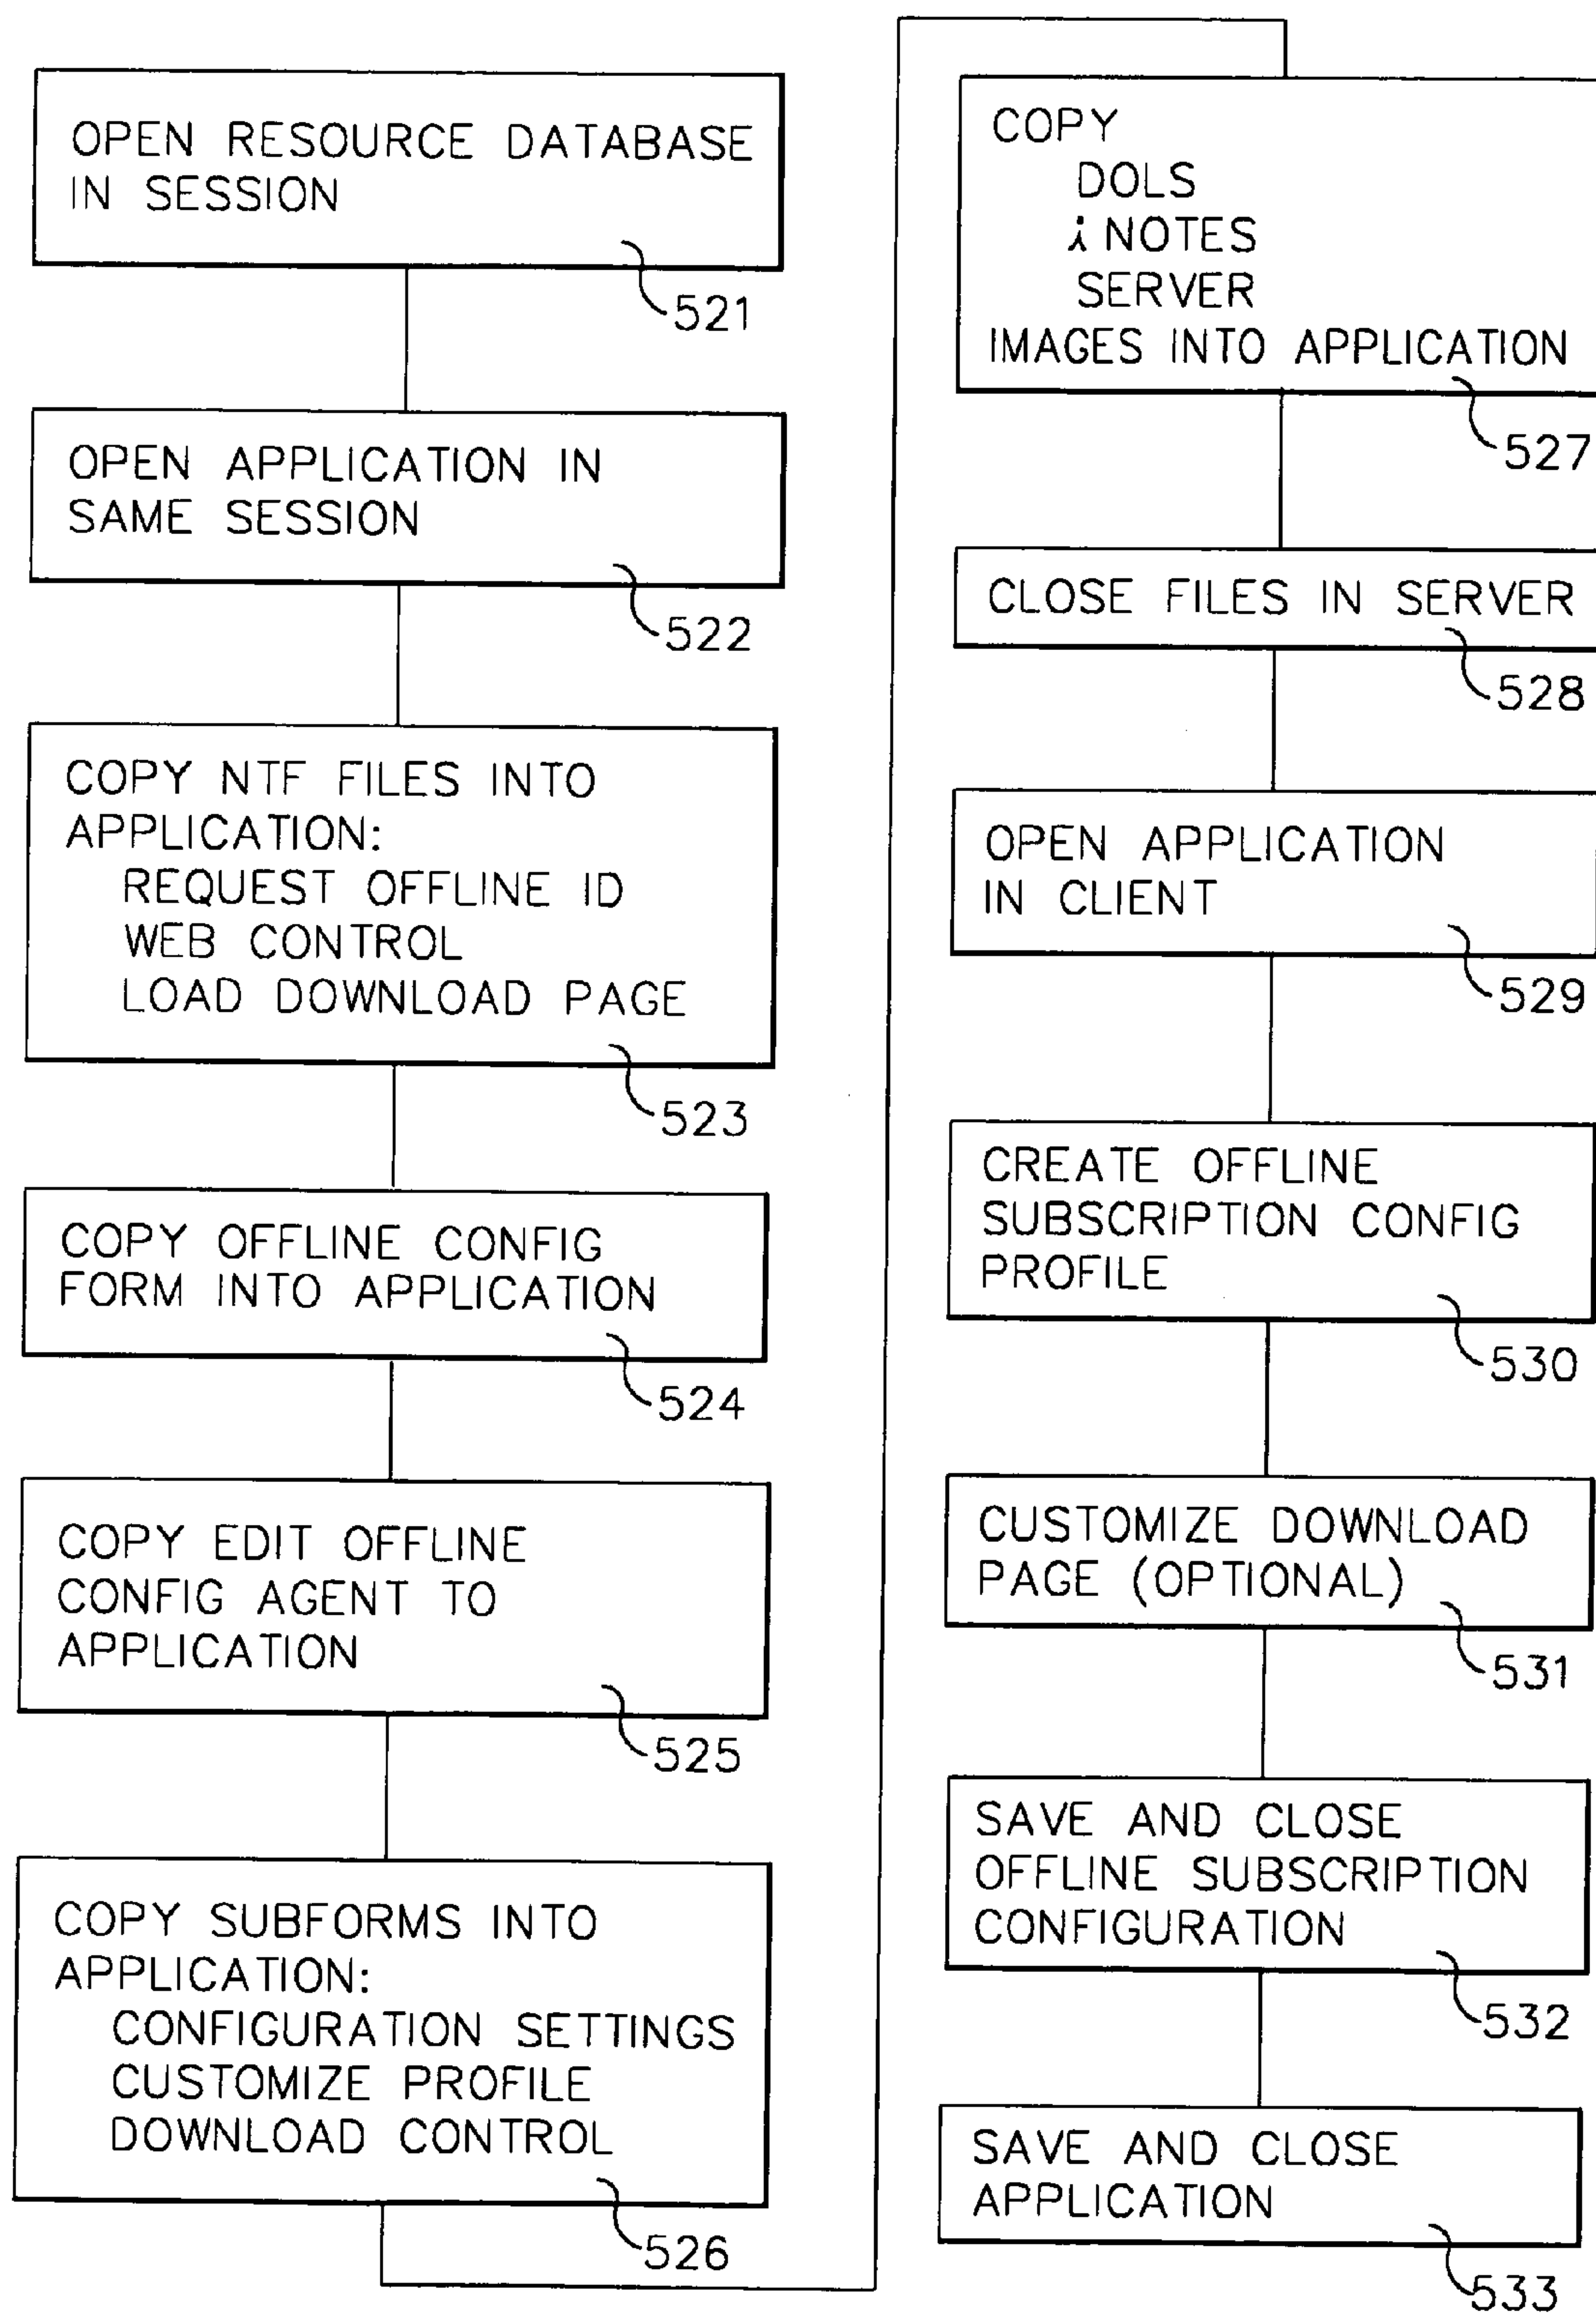 OPEN RESOURCE DATABASE
IN SESSION
521
OPEN APPLICATION IN
SAME SESSION
522
COPY NTF FILES INTO
APPLICATION:
REQUEST OFFLINE ID
WEB CONTROL
LOAD DOWNLOAD PAGE
523
COPY OFFLINE CONFIG
FORM INTO APPLICATION
524
COPY EDIT OFFLINE
CONFIG AGENT TO
APPLICATION
525
COPY SUBFORMS INTO
APPLICATION:
CONFIGURATION SETTINGS
CUSTOMIZE PROFILE
DOWNLOAD CONTROL
526
COPY
DOLS
i NOTES
SERVER
IMAGES INTO APPLICATION
527
CLOSE FILES IN SERVER
528
OPEN APPLICATION
IN CLIENT
529
CREATE OFFLINE
SUBSCRIPTION CONFIG
PROFILE
530
CUSTOMIZE DOWNLOAD
PAGE (OPTIONAL)
531
SAVE AND CLOSE
OFFLINE SUBSCRIPTION
CONFIGURATION
532
SAVE AND CLOSE
APPLICATION
533